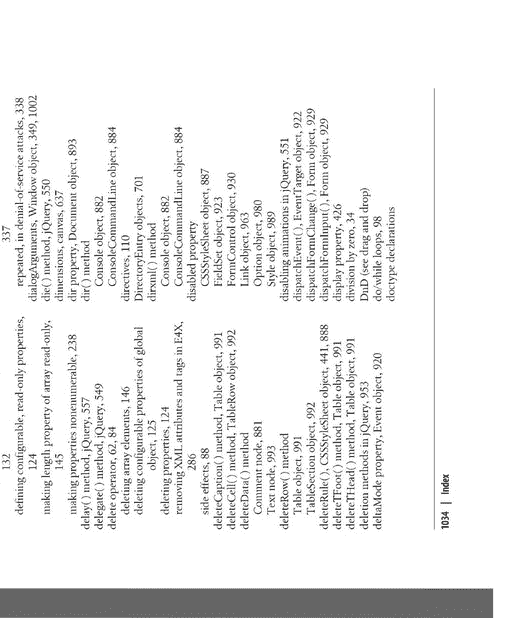 132
defining configurable, read-only properties,
124
making length property of array read-only,
145
making properties nonenumerable, 238
delay() method, jQuery, 557
delegate() method, jQuery, 549
delete operator, 62, 84
deleting array elements, 146
deleting configurable properties of global
object, 125
deleting properties, 124
removing XML attributes and tags in E4X,
286
side effects, 88
deleteCaption() method, Table object, 991
deleteCell() method, TableRow object, 992
deleteData() method
Comment node, 881
Text node, 993
deleteRow() method
Table object, 991
TableSection object, 992
deleteRule(), CSSStyleSheet object, 441, 888
deleteTFoot() method, Table object, 991
deleteTHead() method, Table object, 991
deletion methods in jQuery, 953
deltaMode property, Event object, 920
337
repeated, in denial-of-service attacks, 338
dialogArguments, Window object, 349, 1002
die() method, jQuery, 550
dimensions, canvas, 637
dir property, Document object, 893
dir() method
Console object, 882
ConsoleCommandLine object, 884
directives, 110
DirectoryEntry objects, 701
dirxml() method
Console object, 882
ConsoleCommandLine object, 884
disabled property
CSSStyleSheet object, 887
FieldSet object, 923
FormControl object, 930
Link object, 963
Option object, 980
Style object, 989
disabling animations in jQuery, 551
dispatchEvent(), EventTarget object, 922
dispatchFormChange(), Form object, 929
dispatchFormInput(), Form object, 929
display property, 426
division by zero, 34
DnD (see drag and drop)
do/while loops, 98
doctype declarations
1034 | Index